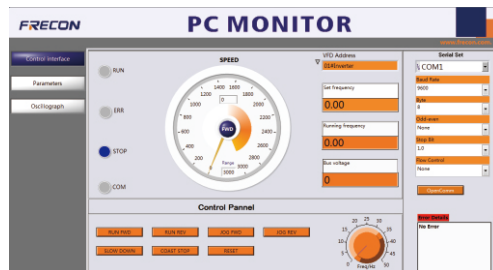 FRECON
PC MONITOR
www.frecon.com
Control interface
Parameters
Oscillograph
RUN
ERR
STOP
COM
SPEED
0
200
400
600
800
1000
1200
1400
1600
1800
2000
2200
2400
2600
2800
3000
0
FWD
Range
3000
VFD Address
01#Inverter
Set frequency
0.00
Running frequency
0.00
Bus voltage
0
Serial Set
COM1
Baud Rate
9600
Byte
8
Odd-even
None
Stop Bit
1.0
Flow Control
None
OpenComm
Control Pannel
RUN FWD
RUN REV
JOG FWD
JOG REV
SLOW DOWN
COAST STOP
RESET
0
5
10
15
20
25
30
35
40
45
50
Freq/Hz
Error Details
No Error